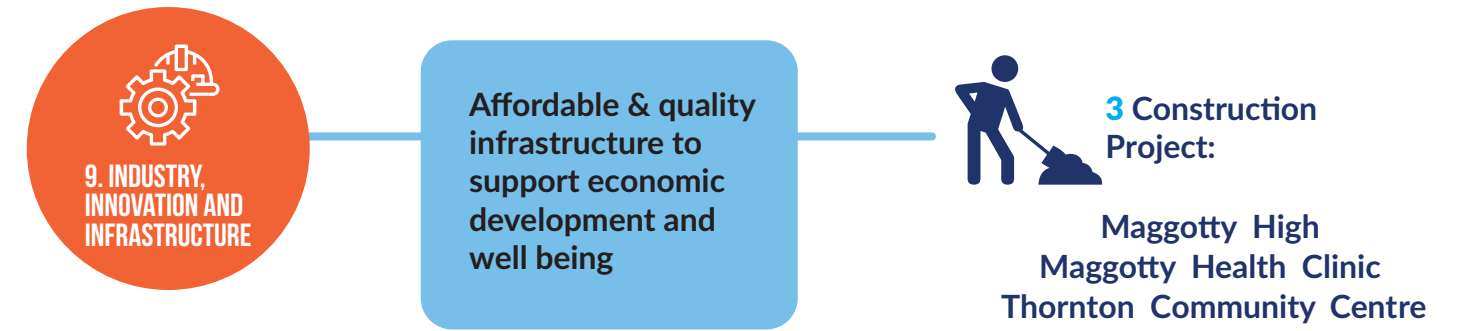 9. INDUSTRY,
INNOVATION AND
INFRASTRUCTURE
Affordable & quality
infrastructure to
support economic
development and
well being
3 Construction
Project:
Maggotty High
Maggotty Health Clinic
Thornton Community Centre